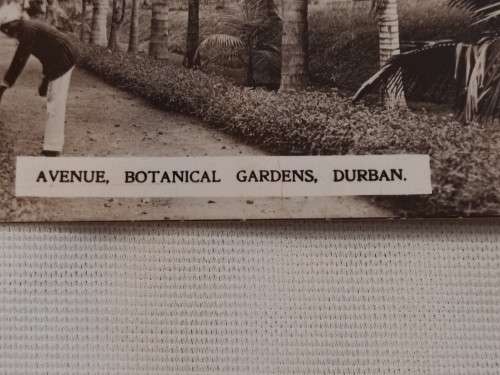 AVENUE, BOTANICAL GARDENS, DURBAN.